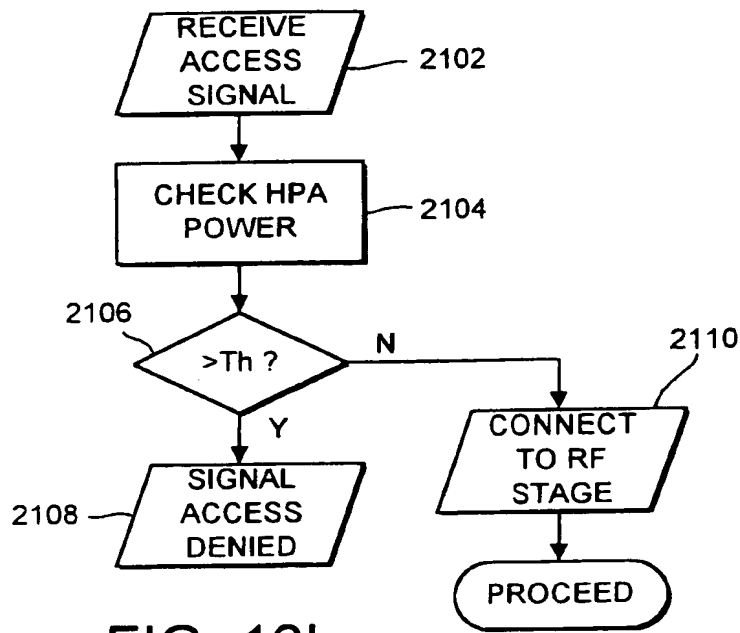 RECEIVE
ACCESS
SIGNAL
2102
CHECK HPA
POWER
2104
2106
>Th ?
N
2110
Y
CONNECT
TO RF
STAGE
SIGNAL
ACCESS
DENIED
2108
PROCEED